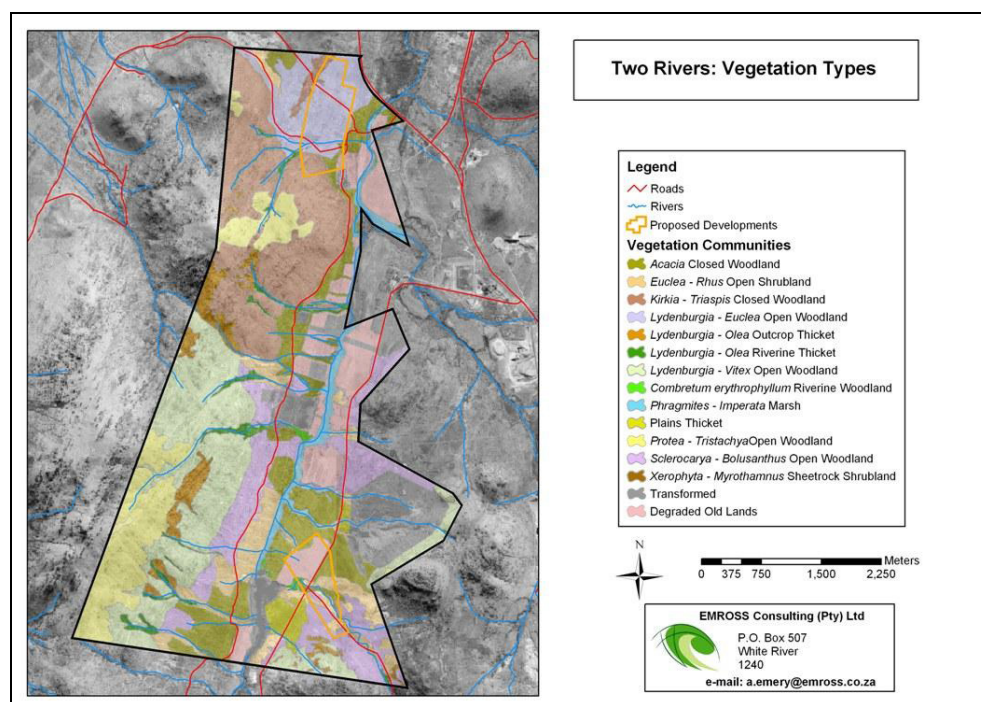 Two Rivers: Vegetation Types
Legend
Roads
Rivers
Proposed Developments
Vegetation Communities
Acacia Closed Woodland
Euclea - Rhus Open Shrubland
Kirkia - Triaspis Closed Woodland
Lydenburgia - Euclea Open Woodland
Lydenburgia - Olea Outcrop Thicket
Lydenburgia - Olea Riverine Thicket
Lydenburgia - Vitex Open Woodland
Combretum erythrophyllum Riverine Woodland
Phragmites - Imperata Marsh
Plains Thicket
Protea - TristachyaOpen Woodland
Sclerocarya - Bolusanthus Open Woodland
Xerophyta - Myrothamnus Sheetrock Shrubland
Transformed
Degraded Old Lands
N
Meters
0 375 750 1,500 2,250
EMROSS Consulting (Pty) Ltd
P.O. Box 507
White River
1240
e-mail: a.emery@emross.co.za